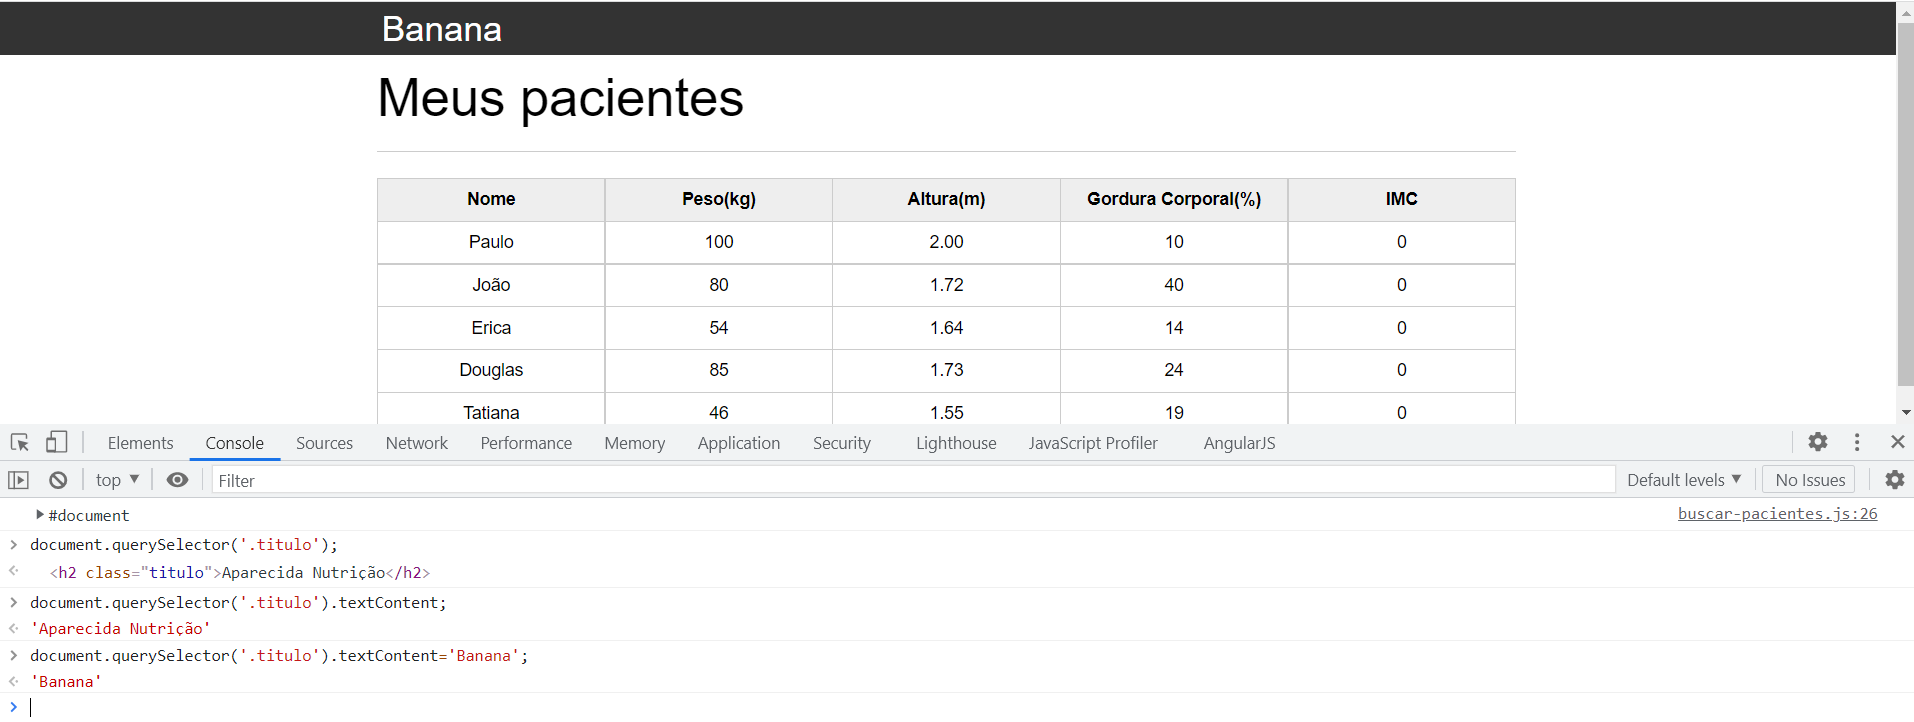 Banana
Meus pacientes
Nome Peso(kg) Altura(m) Gordura Corporal(%) IMC
Paulo 100 2.00 10 0
João 80 1.72 40 0
Erica 54 1.64 14 0
Douglas 85 1.73 24 0
Tatiana 46 1.55 19 0
Elements Console Sources Network Performance Memory Application Security Lighthouse JavaScript Profiler AngularJS
top Filter Default levels No Issues
#document buscar-pacientes.js:26
document.querySelector('.titulo');
<h2 class="titulo">Aparecida Nutrição</h2>
document.querySelector('.titulo').textContent;
'Aparecida Nutrição'
document.querySelector('.titulo').textContent='Banana';
'Banana'